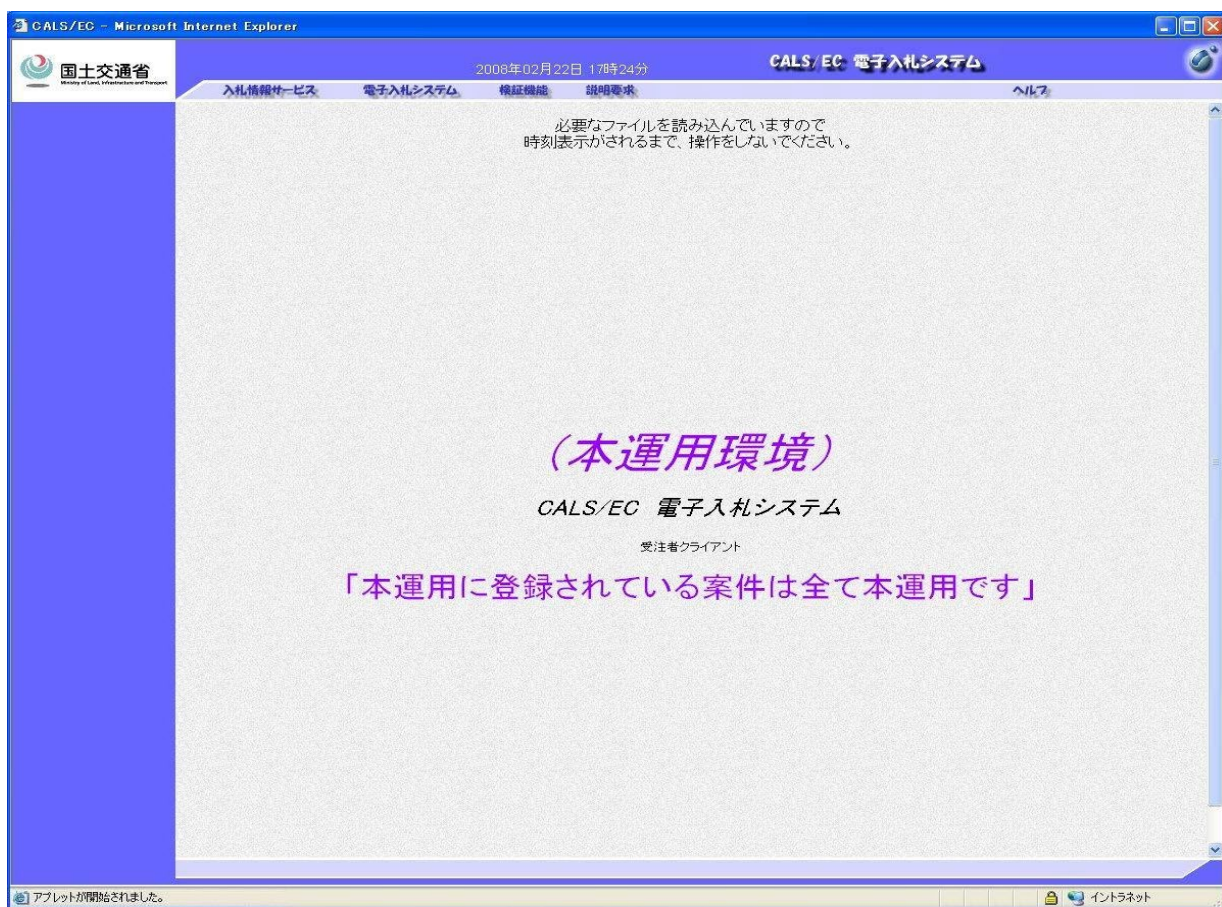 CALS/EC - Microsoft Internet Explorer
国土交通省
Ministry of Land, Infrastructure and Transport
2008年02月22日 17時24分
CALS/EC 電子入札システム
入札情報サービス 電子入札システム 検証機能 説明要求 ヘルプ
必要なファイルを読み込んでいますので
時刻表示がされるまで、操作をしないでください。
（本運用環境）
CALS/EC 電子入札システム
受注者クライアント
「本運用に登録されている案件は全て本運用です」
アプレットが開始されました。
イントラネット